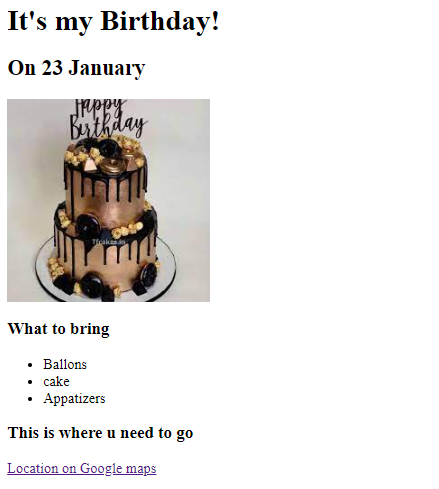 It's my Birthday!
On 23 January
Happy
Birthday
TFcakes.in
What to bring
Ballons
cake
Appatizers
This is where u need to go
Location on Google maps